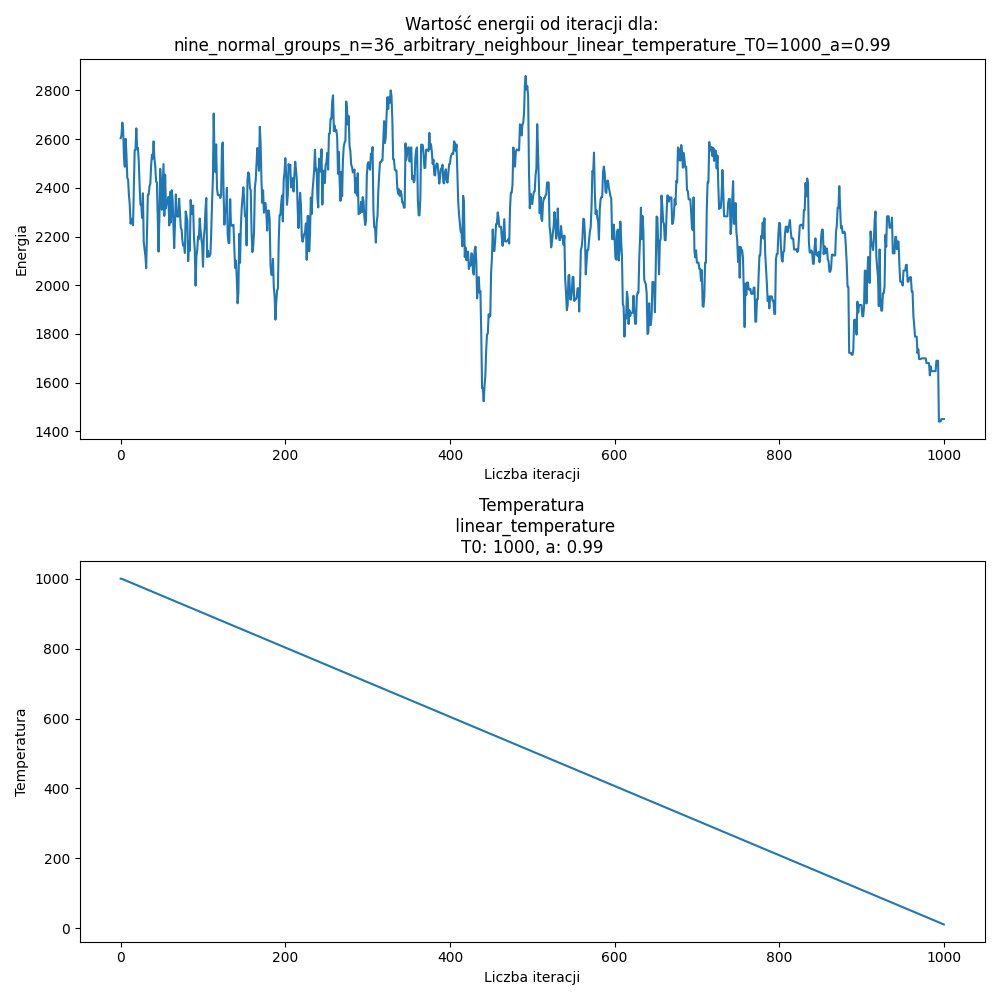 Wartość energii od iteracji dla:
nine_normal_groups_n=36_arbitrary_neighbour_linear_temperature_T0=1000_a=0.99
2800
2600
2400
2200
2000
1800
1600
1400
Energia
0 200 400 600 800 1000
Liczba iteracji
Temperatura
linear_temperature
T0: 1000, a: 0.99
1000
800
600
400
200
0
Temperatura
0 200 400 600 800 1000
Liczba iteracji